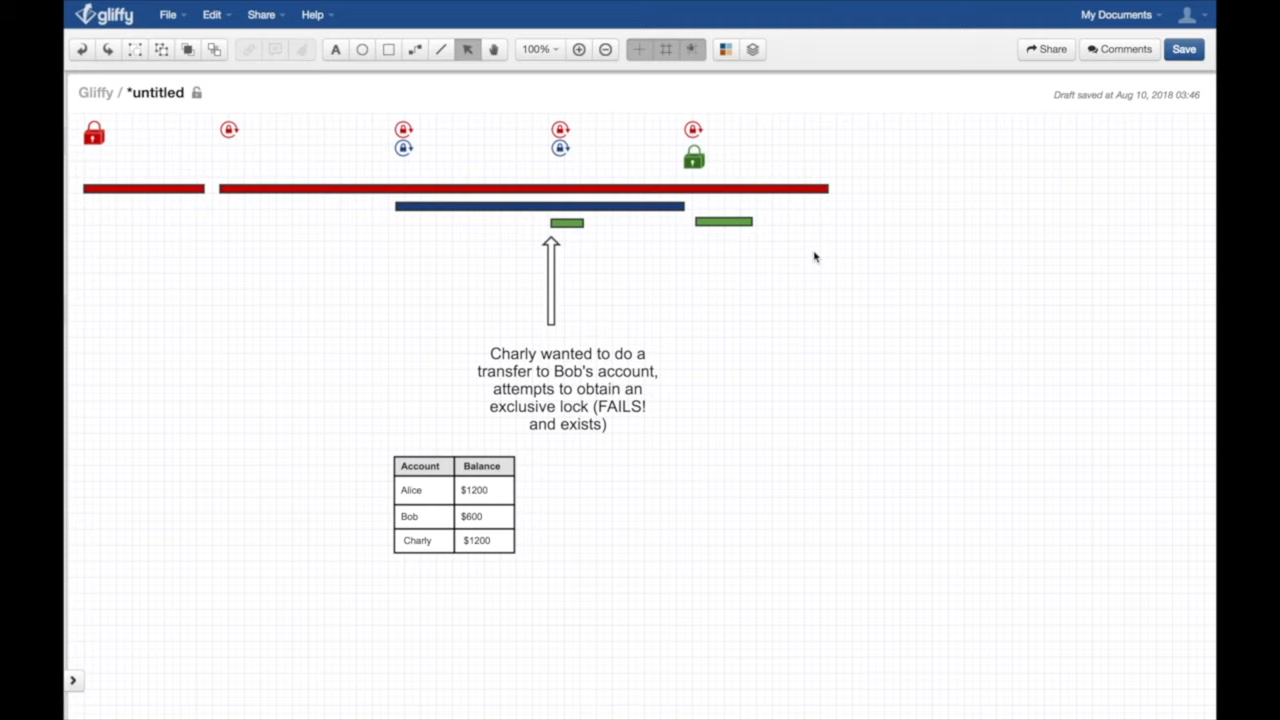 gliffy File Edit Share Help My Documents
A 100% Share Comments Save
Gliffy / *untitled
Draft saved at Aug 10, 2018 03:46
Charly wanted to do a
transfer to Bob's account,
attempts to obtain an
exclusive lock (FAILS!
and exists)
Account Balance
Alice $1200
Bob $600
Charly $1200